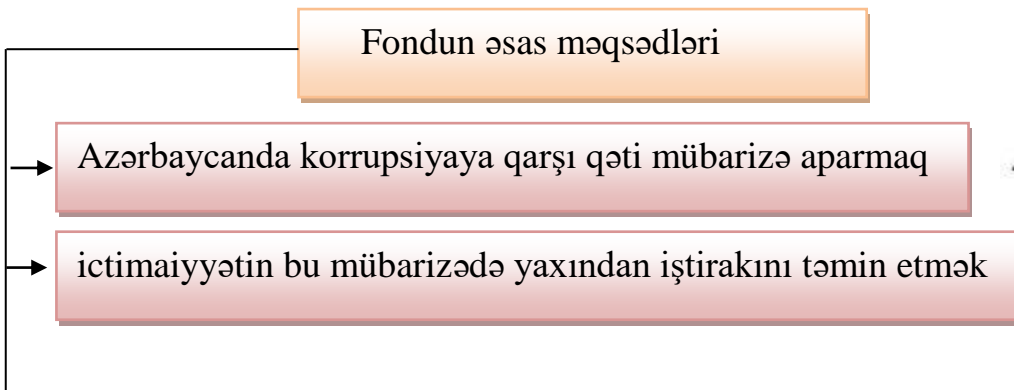 Fondun əsas məqsədləri
Azərbaycanda korrupsiyaya qarşı qəti mübarizə aparmaq
ictimaiyyətin bu mübarizədə yaxından iştirakını təmin etmək